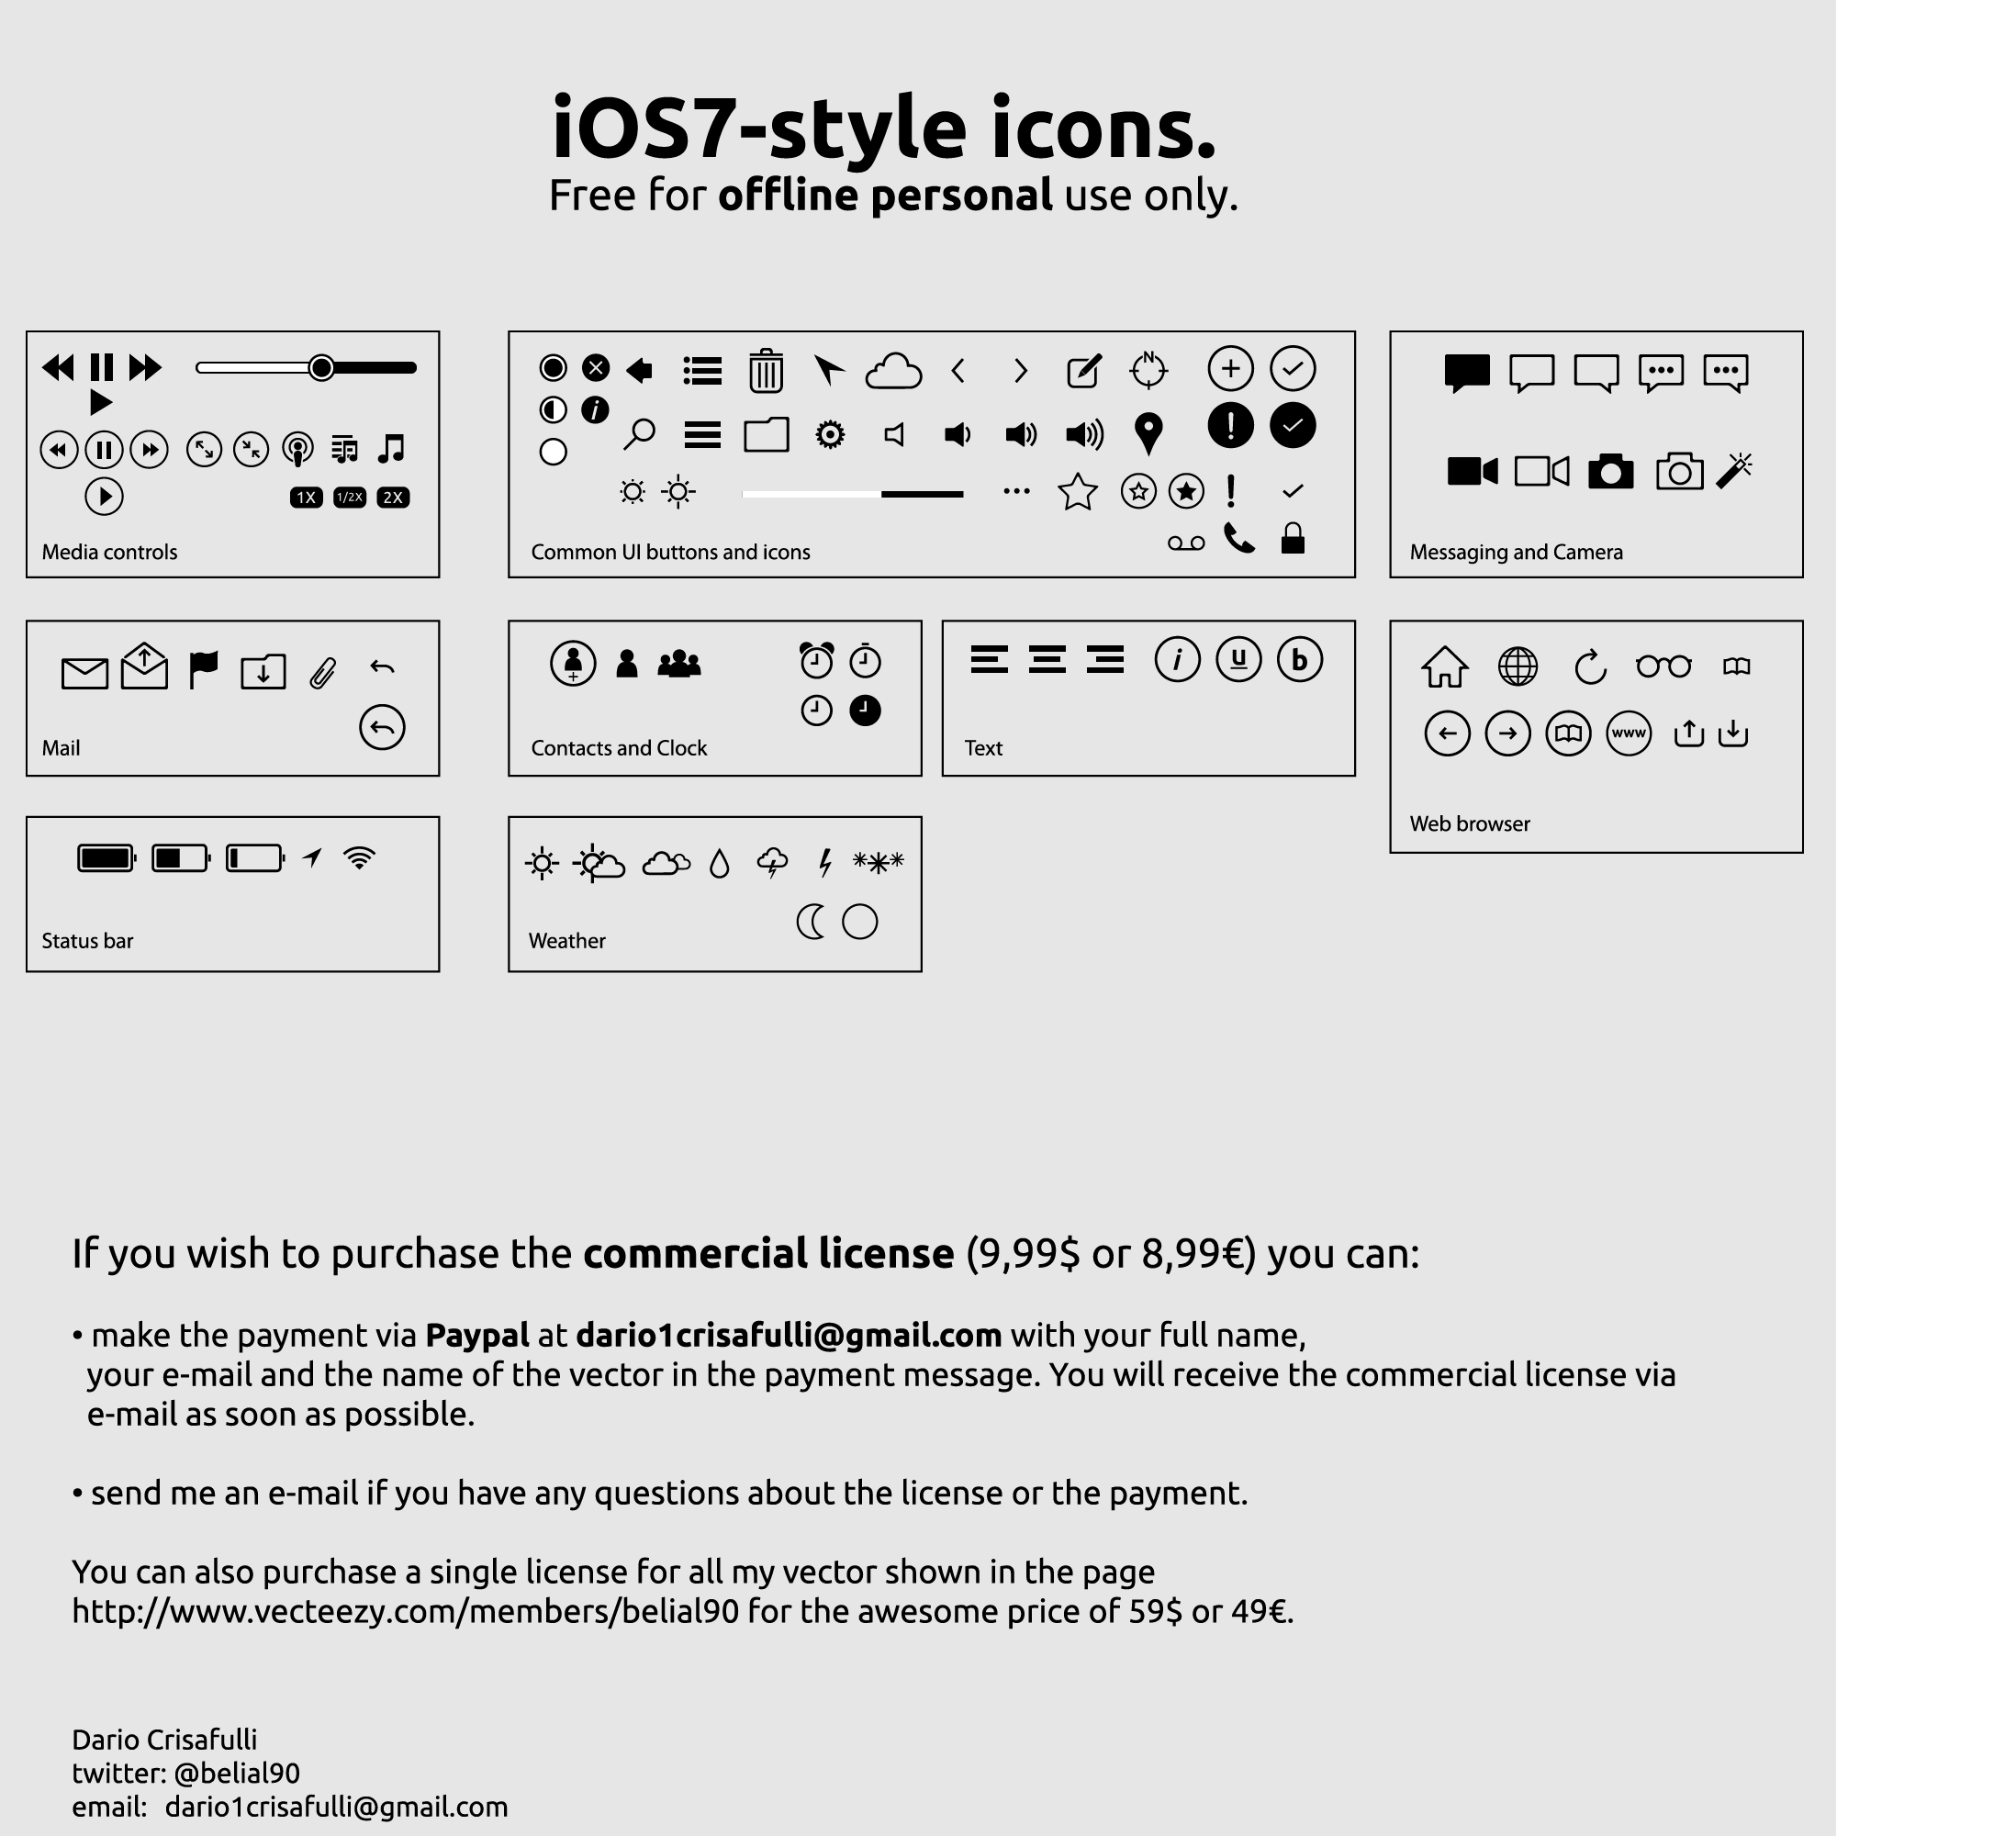 iOS7-style icons.
Free for offline personal use only.
1X 1/2X 2X
Media controls
i
N
Common UI buttons and icons
Messaging and Camera
Mail
Contacts and Clock
i u b
Text
www
Web browser
Status bar
Weather
If you wish to purchase the commercial license (9,99$ or 8,99€) you can:
• make the payment via Paypal at dario1crisafulli@gmail.com with your full name,
your e-mail and the name of the vector in the payment message. You will receive the commercial license via
e-mail as soon as possible.
• send me an e-mail if you have any questions about the license or the payment.
You can also purchase a single license for all my vector shown in the page
http://www.vecteezy.com/members/belial90 for the awesome price of 59$ or 49€.
Dario Crisafulli
twitter: @belial90
email: dario1crisafulli@gmail.com